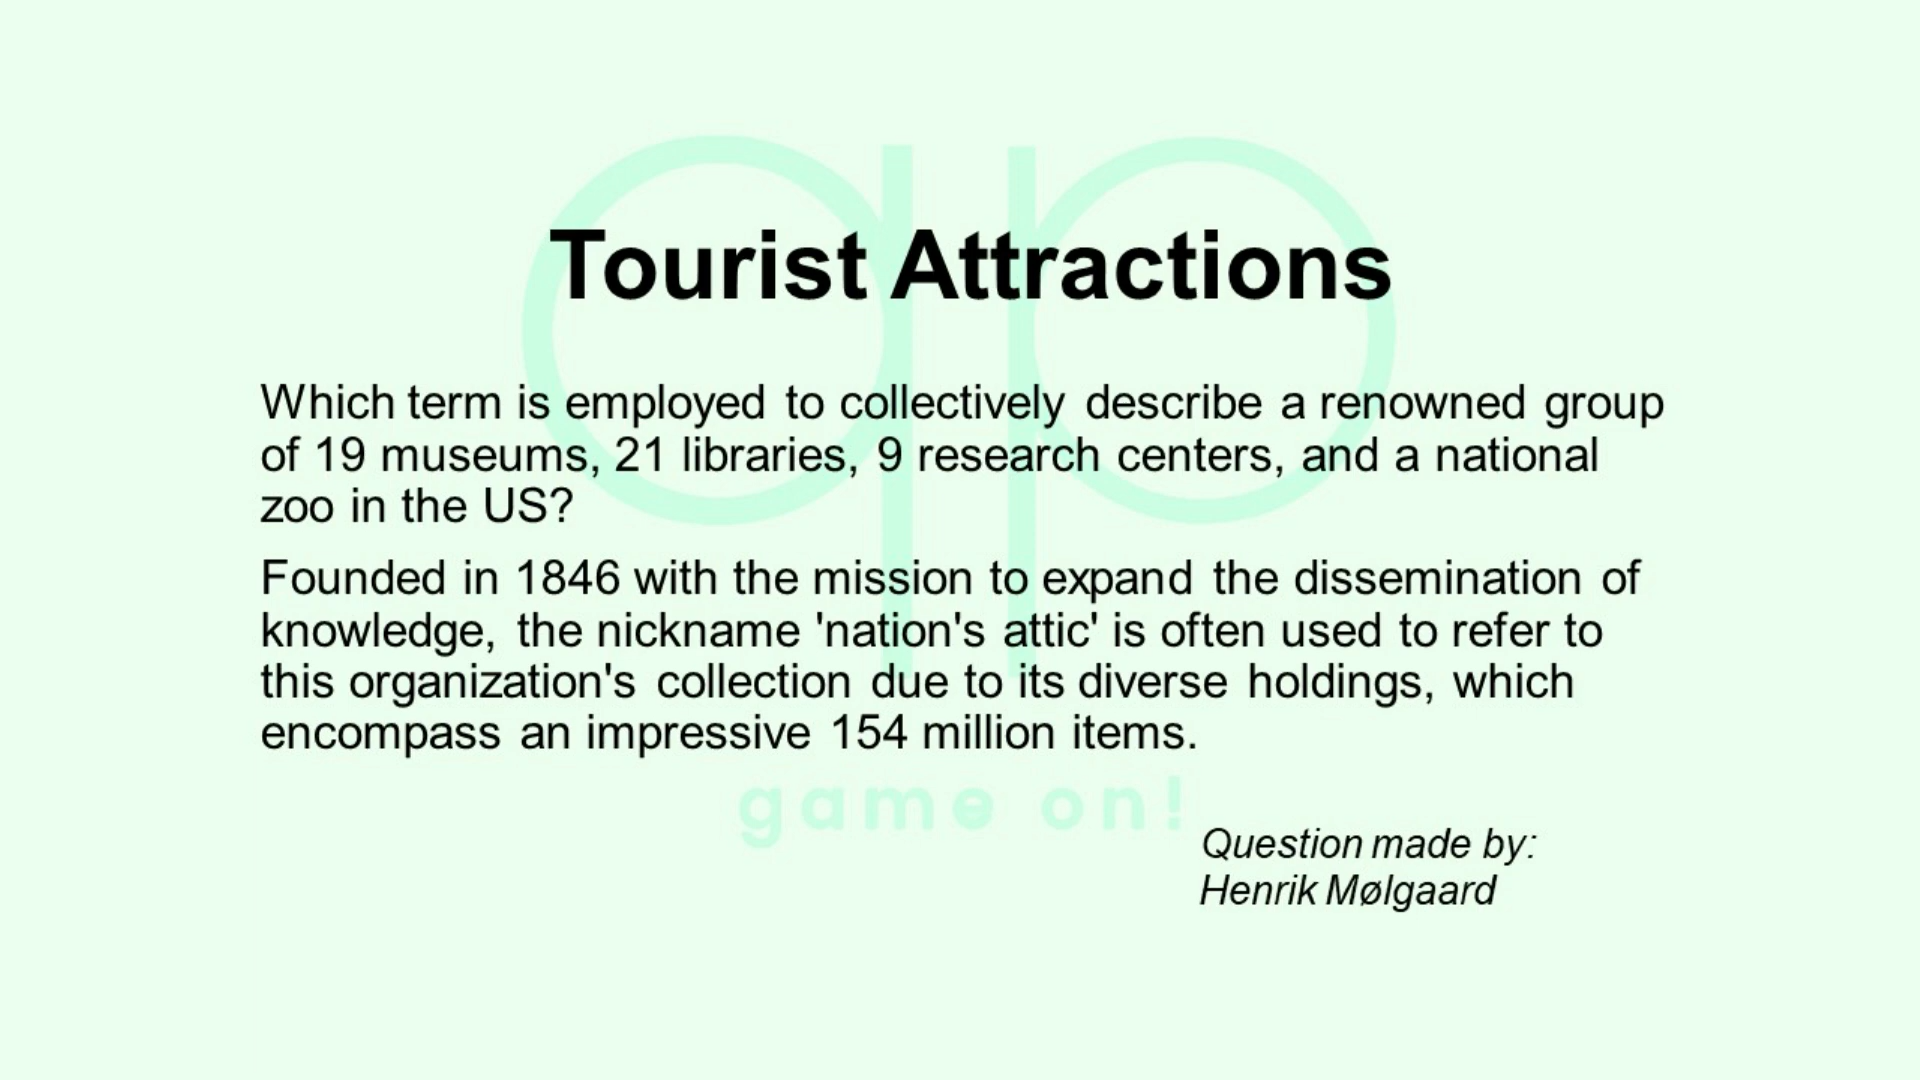 Tourist Attractions
Which term is employed to collectively describe a renowned group
of 19 museums, 21 libraries, 9 research centers, and a national
zoo in the US?
Founded in 1846 with the mission to expand the dissemination of
knowledge, the nickname 'nation's attic' is often used to refer to
this organization's collection due to its diverse holdings, which
encompass an impressive 154 million items.
game on!
Question made by:
Henrik Mølgaard